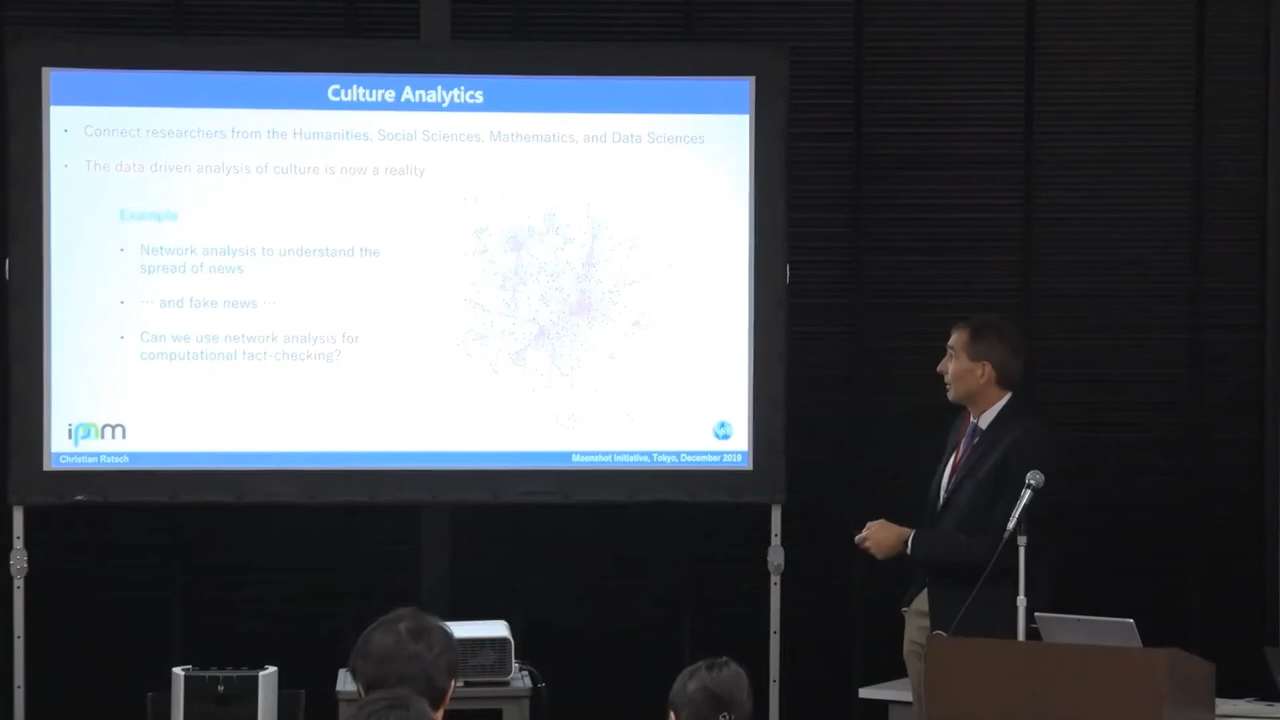 Culture Analytics
• Connect researchers from the Humanities, Social Sciences, Mathematics, and Data Sciences
• The data driven analysis of culture is now a reality
Example
• Network analysis to understand the
spread of news
• ··· and fake news ···
• Can we use network analysis for
computational fact-checking?
ipam
Christian Ratsch
Moonshot Initiative, Tokyo, December 2019